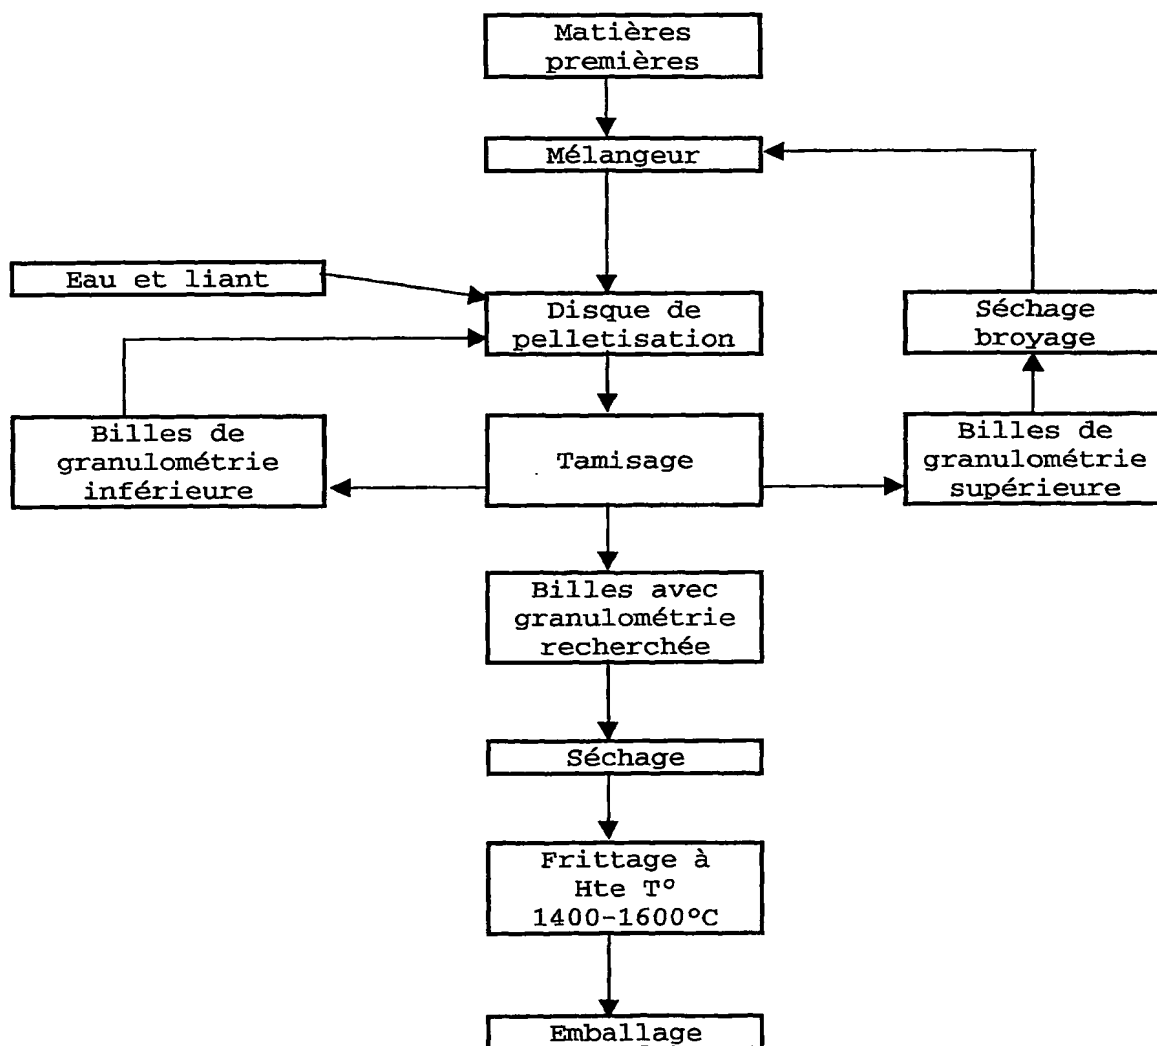 Matières
premières
Mélangeur
Eau et liant
Disque de
pelletisation
Séchage
broyage
Billes de
granulométrie
inférieure
Tamisage
Billes de
granulométrie
supérieure
Billes avec
granulométrie
recherchée
Séchage
Frittage à
Hte T°
1400-1600°C
Emballage